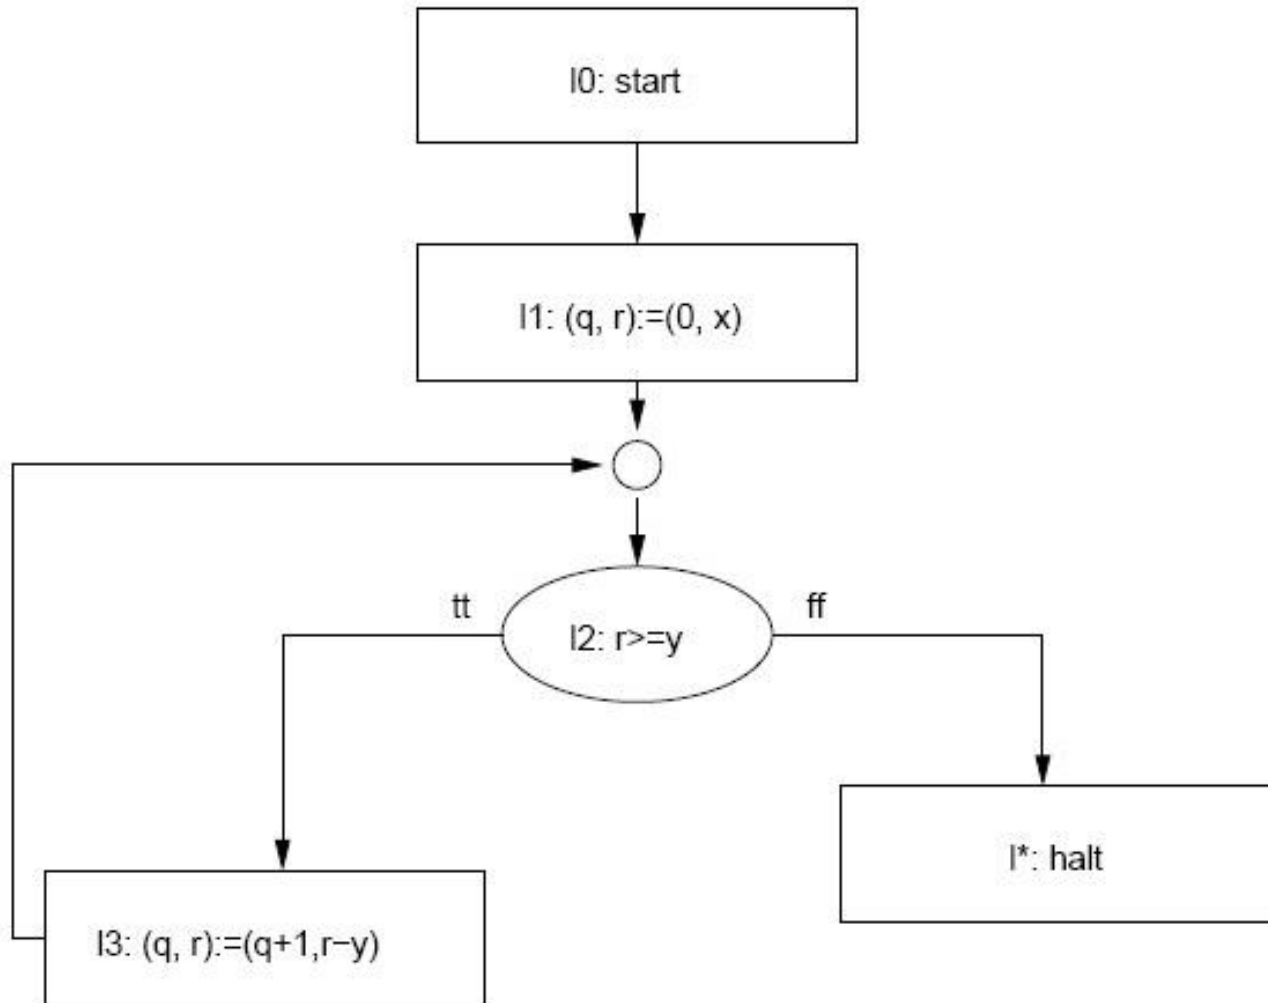 l0: start
l1: (q, r):=(0, x)
tt
ff
l2: r>=y
l*: halt
l3: (q, r):=(q+1,r−y)